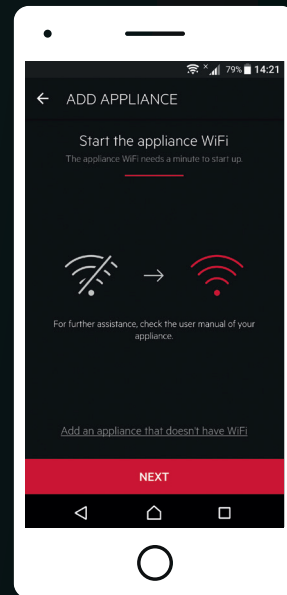 79% 14:21
ADD APPLIANCE
Start the appliance WiFi
The appliance WiFi needs a minute to start up.
For further assistance, check the user manual of your
appliance.
Add an appliance that doesn't have WiFi
NEXT